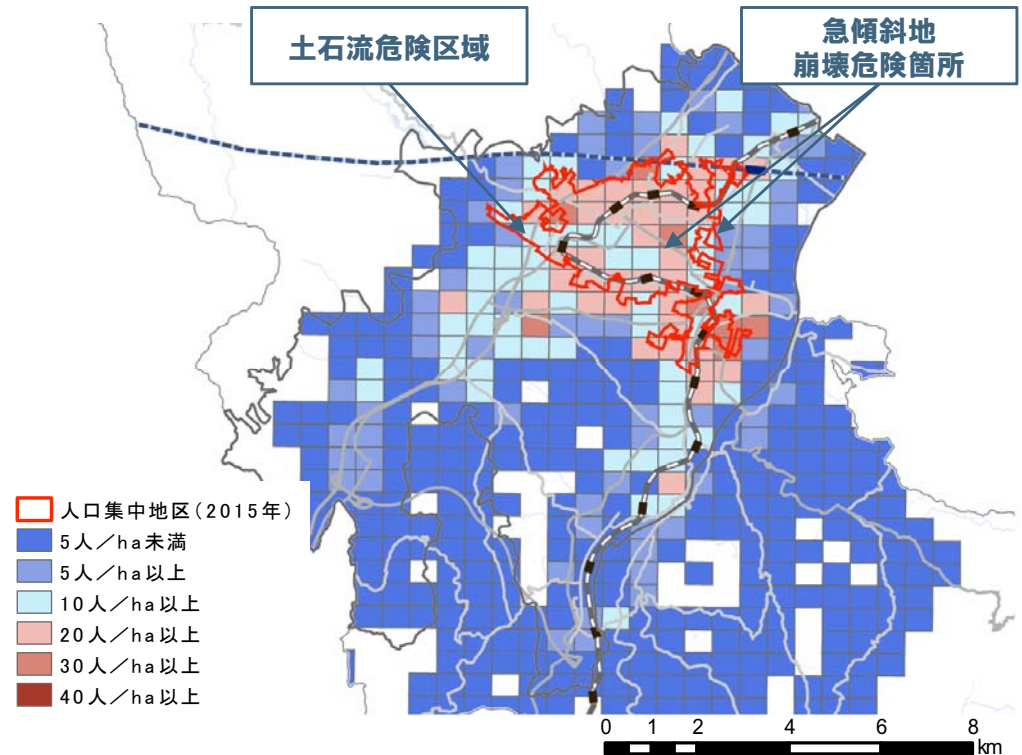 土石流危険区域
急傾斜地
崩壊危険箇所
人口集中地区(2015年)
5人/ha未満
5人/ha以上
10人/ha以上
20人/ha以上
30人/ha以上
40人/ha以上
0 1 2 4 6 8
km